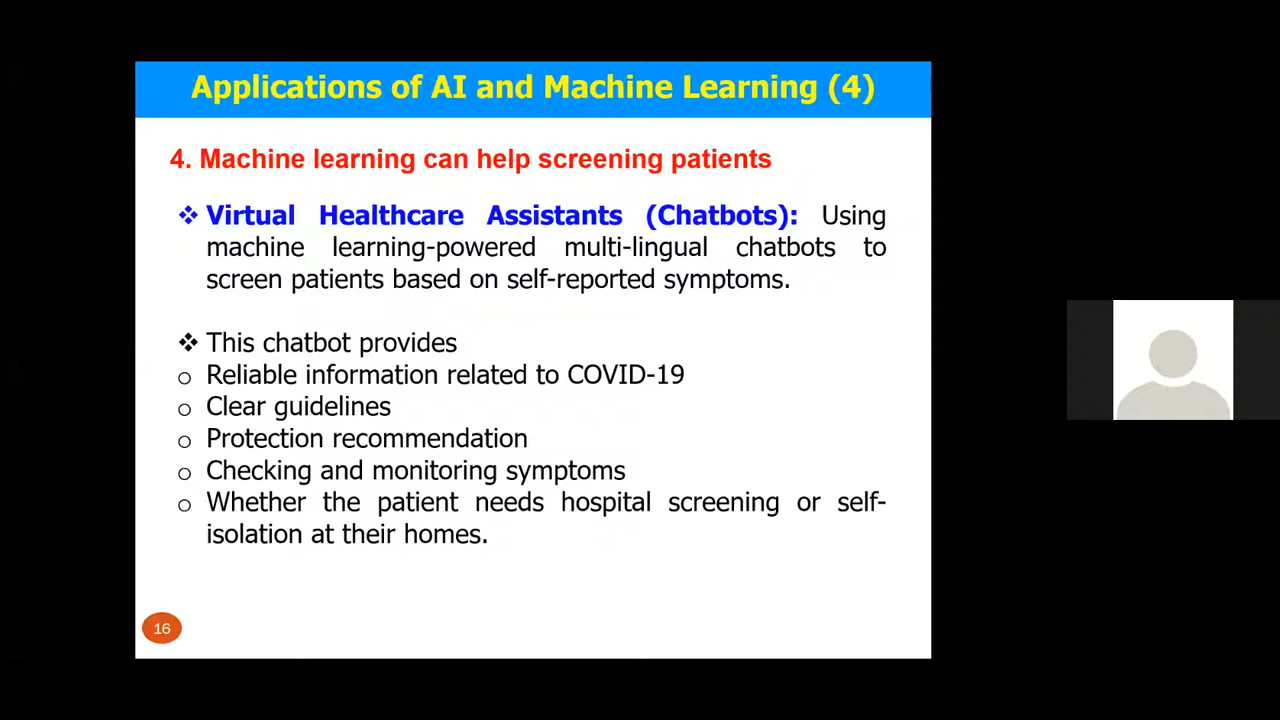 Applications of AI and Machine Learning (4)
4. Machine learning can help screening patients
❖ Virtual Healthcare Assistants (Chatbots): Using
machine learning-powered multi-lingual chatbots to
screen patients based on self-reported symptoms.
❖ This chatbot provides
o Reliable information related to COVID-19
o Clear guidelines
o Protection recommendation
o Checking and monitoring symptoms
o Whether the patient needs hospital screening or self-
isolation at their homes.
16